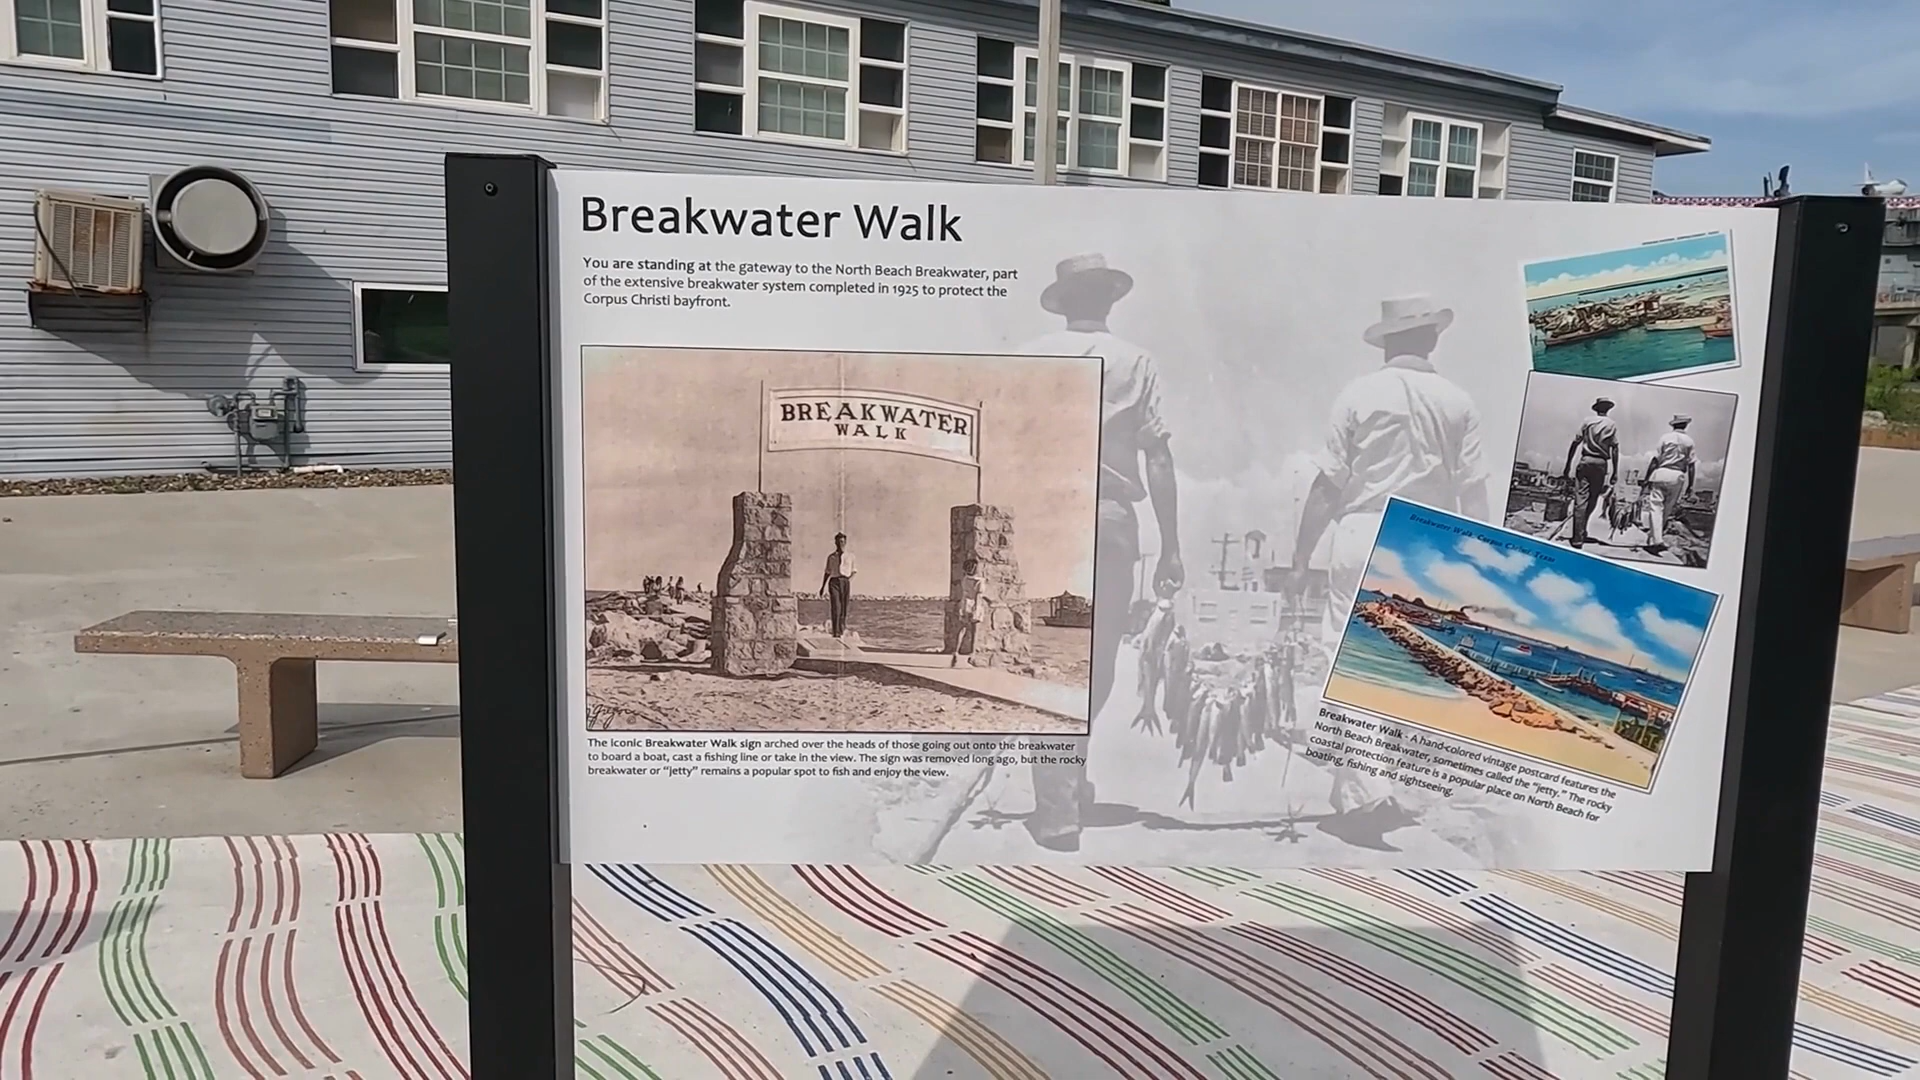 Breakwater Walk
You are standing at the gateway to the North Beach Breakwater, part
of the extensive breakwater system completed in 1925 to protect the
Corpus Christi bayfront.
BREAKWATER
WALK
The iconic Breakwater Walk sign arched over the heads of those going out onto the breakwater
to board a boat, cast a fishing line or take in the view. The sign was removed long ago, but the rocky
breakwater or “jetty” remains a popular spot to fish and enjoy the view.
Breakwater Walk, Corpus Christi, Texas
Breakwater Walk - A hand-colored vintage postcard features the
North Beach Breakwater, sometimes called the “jetty.” The rocky
coastal protection feature is a popular place on North Beach for
boating, fishing and sightseeing.